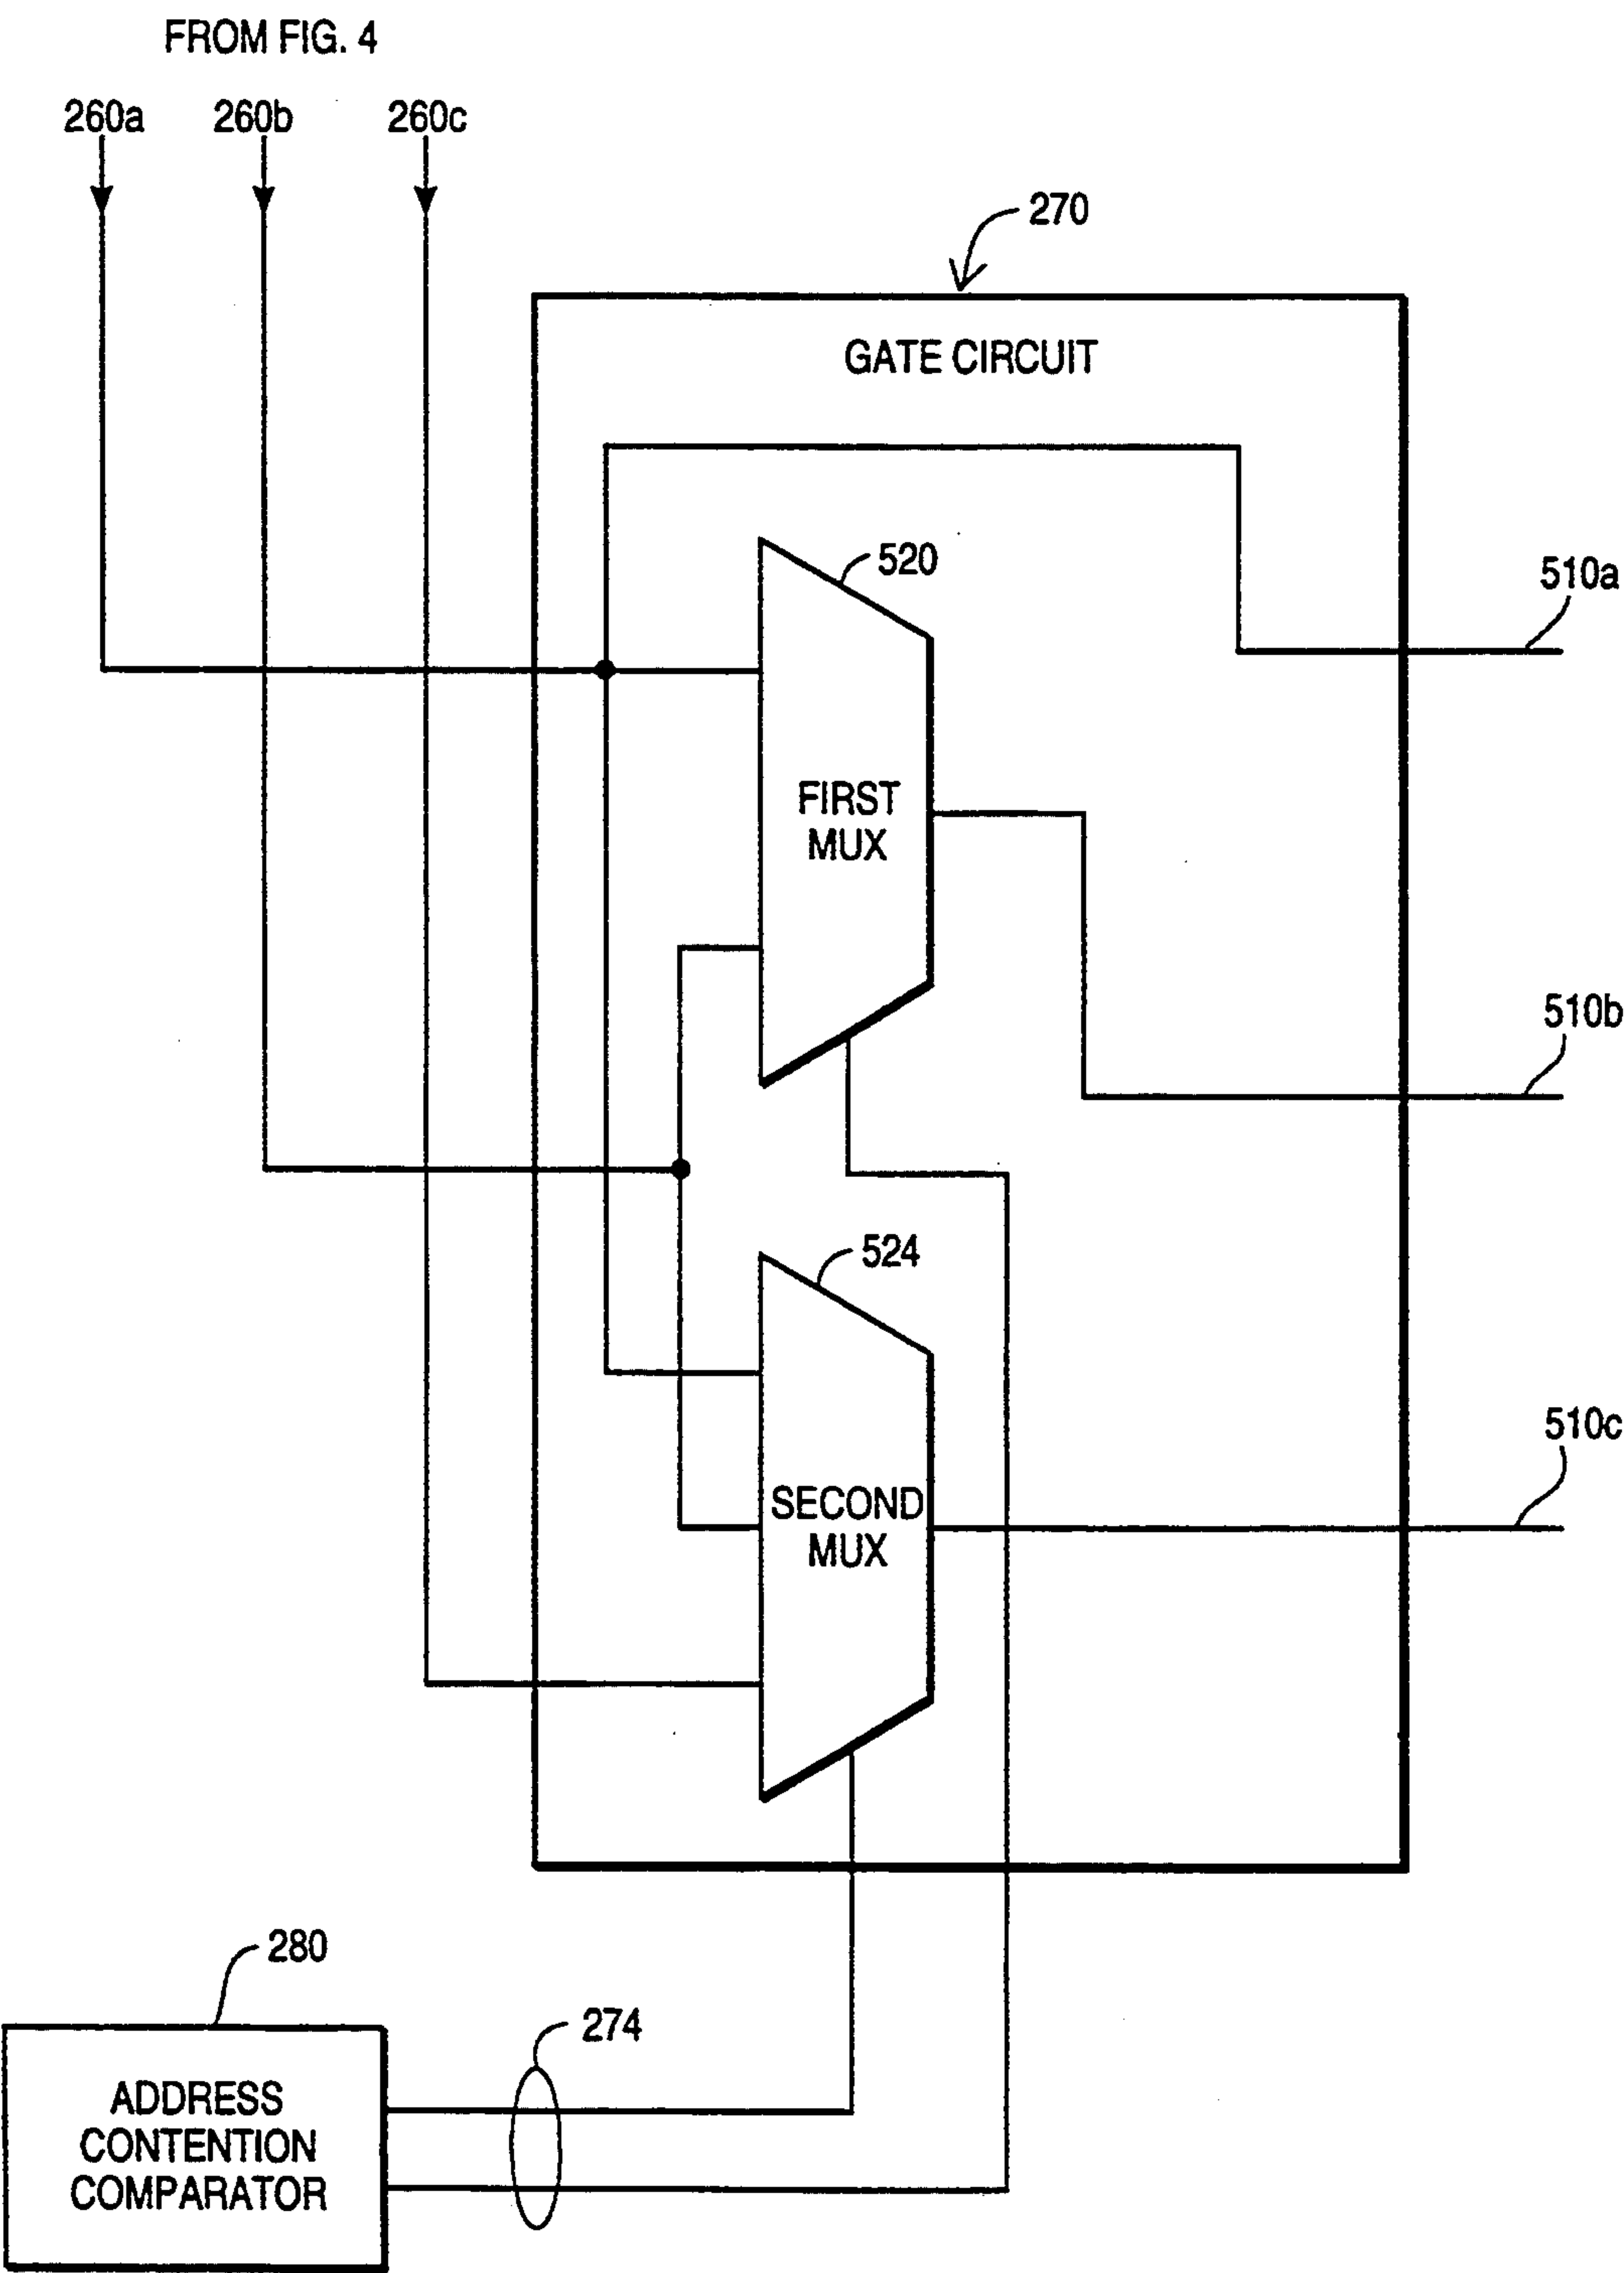 FROM FIG. 4
260a 260b 260c
270
GATE CIRCUIT
520
510a
FIRST
MUX
510b
524
510c
SECOND
MUX
280
274
ADDRESS
CONTENTION
COMPARATOR